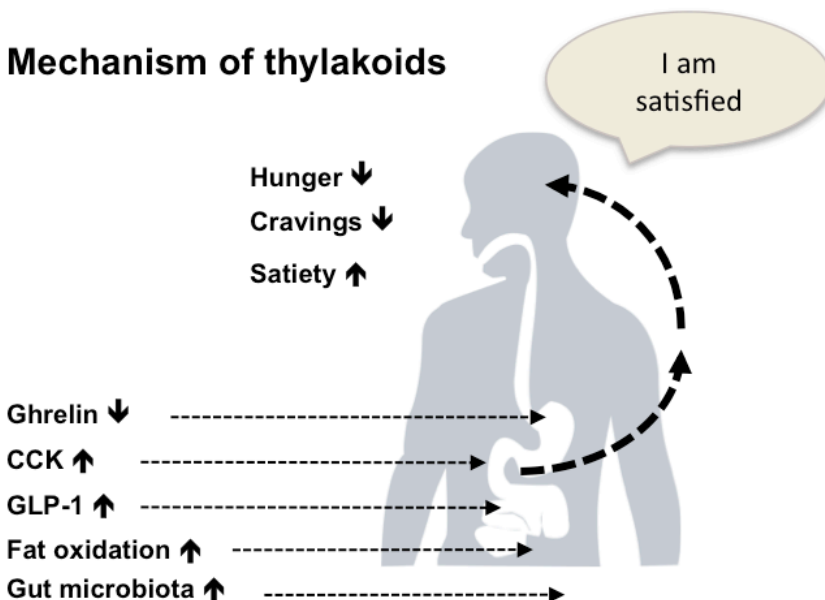 Mechanism of thylakoids
I am
satisfied
Hunger 🡫
Cravings 🡫
Satiety 🡩
Ghrelin 🡫
CCK 🡩
GLP-1 🡩
Fat oxidation 🡩
Gut microbiota 🡩